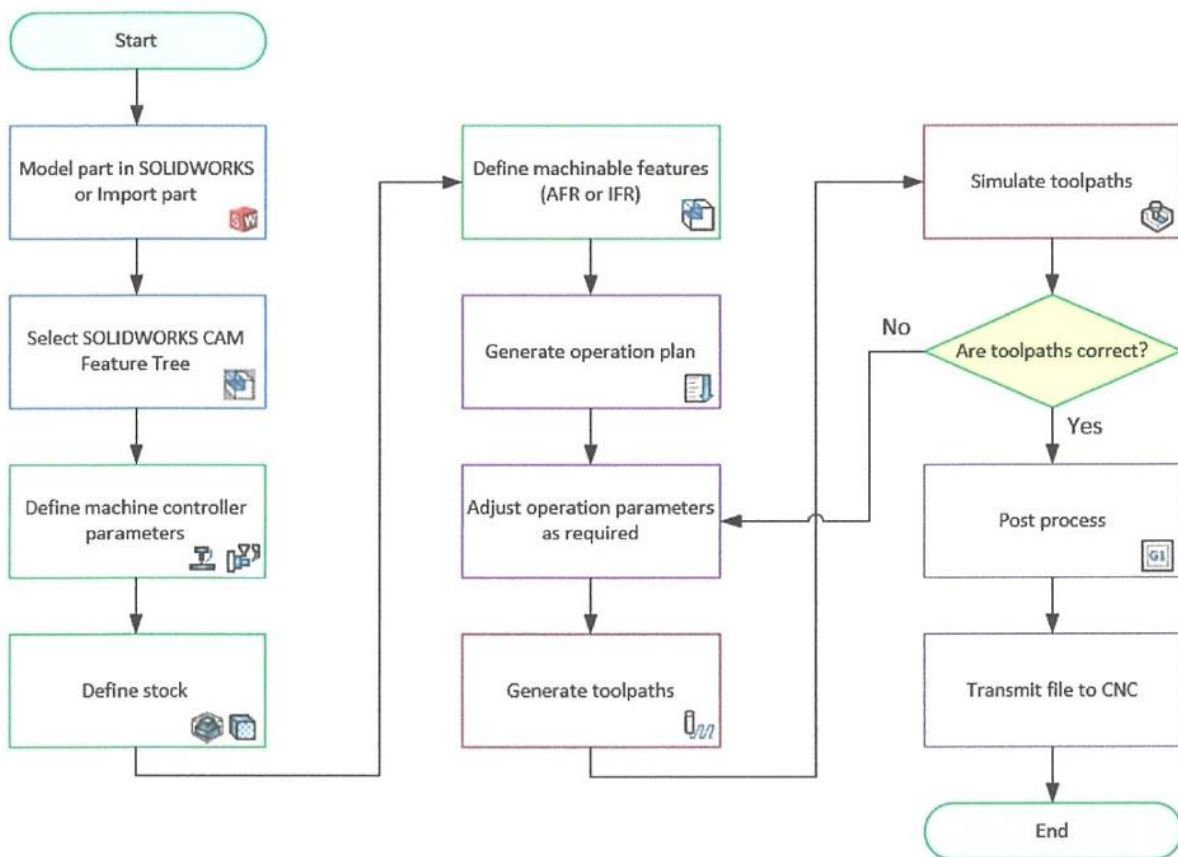 Start
Model part in SOLIDWORKS
or Import part
SW
Select SOLIDWORKS CAM
Feature Tree
Define machine controller
parameters
Define stock
Define machinable features
(AFR or IFR)
Generate operation plan
Adjust operation parameters
as required
Generate toolpaths
Simulate toolpaths
Are toolpaths correct?
No
Yes
Post process
G1
Transmit file to CNC
End